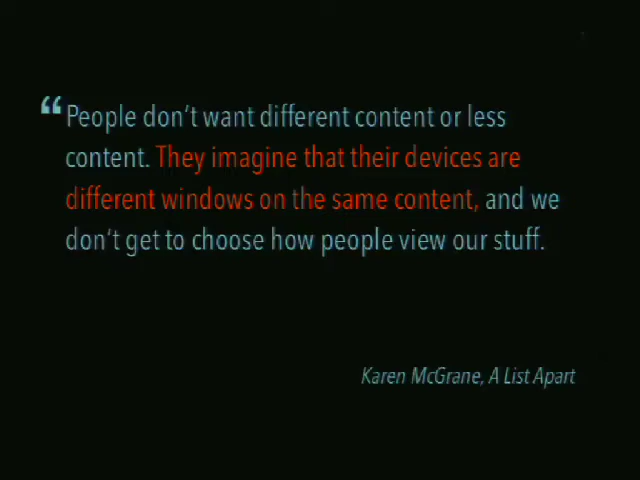 “People don’t want different content or less
content. They imagine that their devices are
different windows on the same content, and we
don’t get to choose how people view our stuff.
Karen McGrane, A List Apart